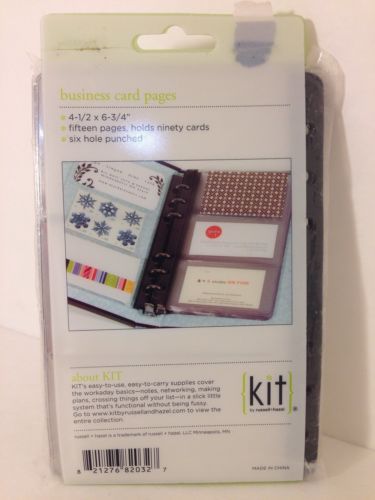 business card pages
4-1/2 x 6-3/4"
fifteen pages, holds ninety cards
six hole punched
about KIT
KIT's easy-to-use, easy-to-carry supplies cover
the workaday basics—notes, networking, making
plans, crossing things off your list—in a slick little
system that's functional without being fussy.
Go to www.kitbyrussellandhazel.com to view the
entire collection.
russell + hazel is a trademark of russell + hazel, LLC Minneapolis, MN
{kit}
by russell+hazel
8 21276 82032 7
MADE IN CHINA